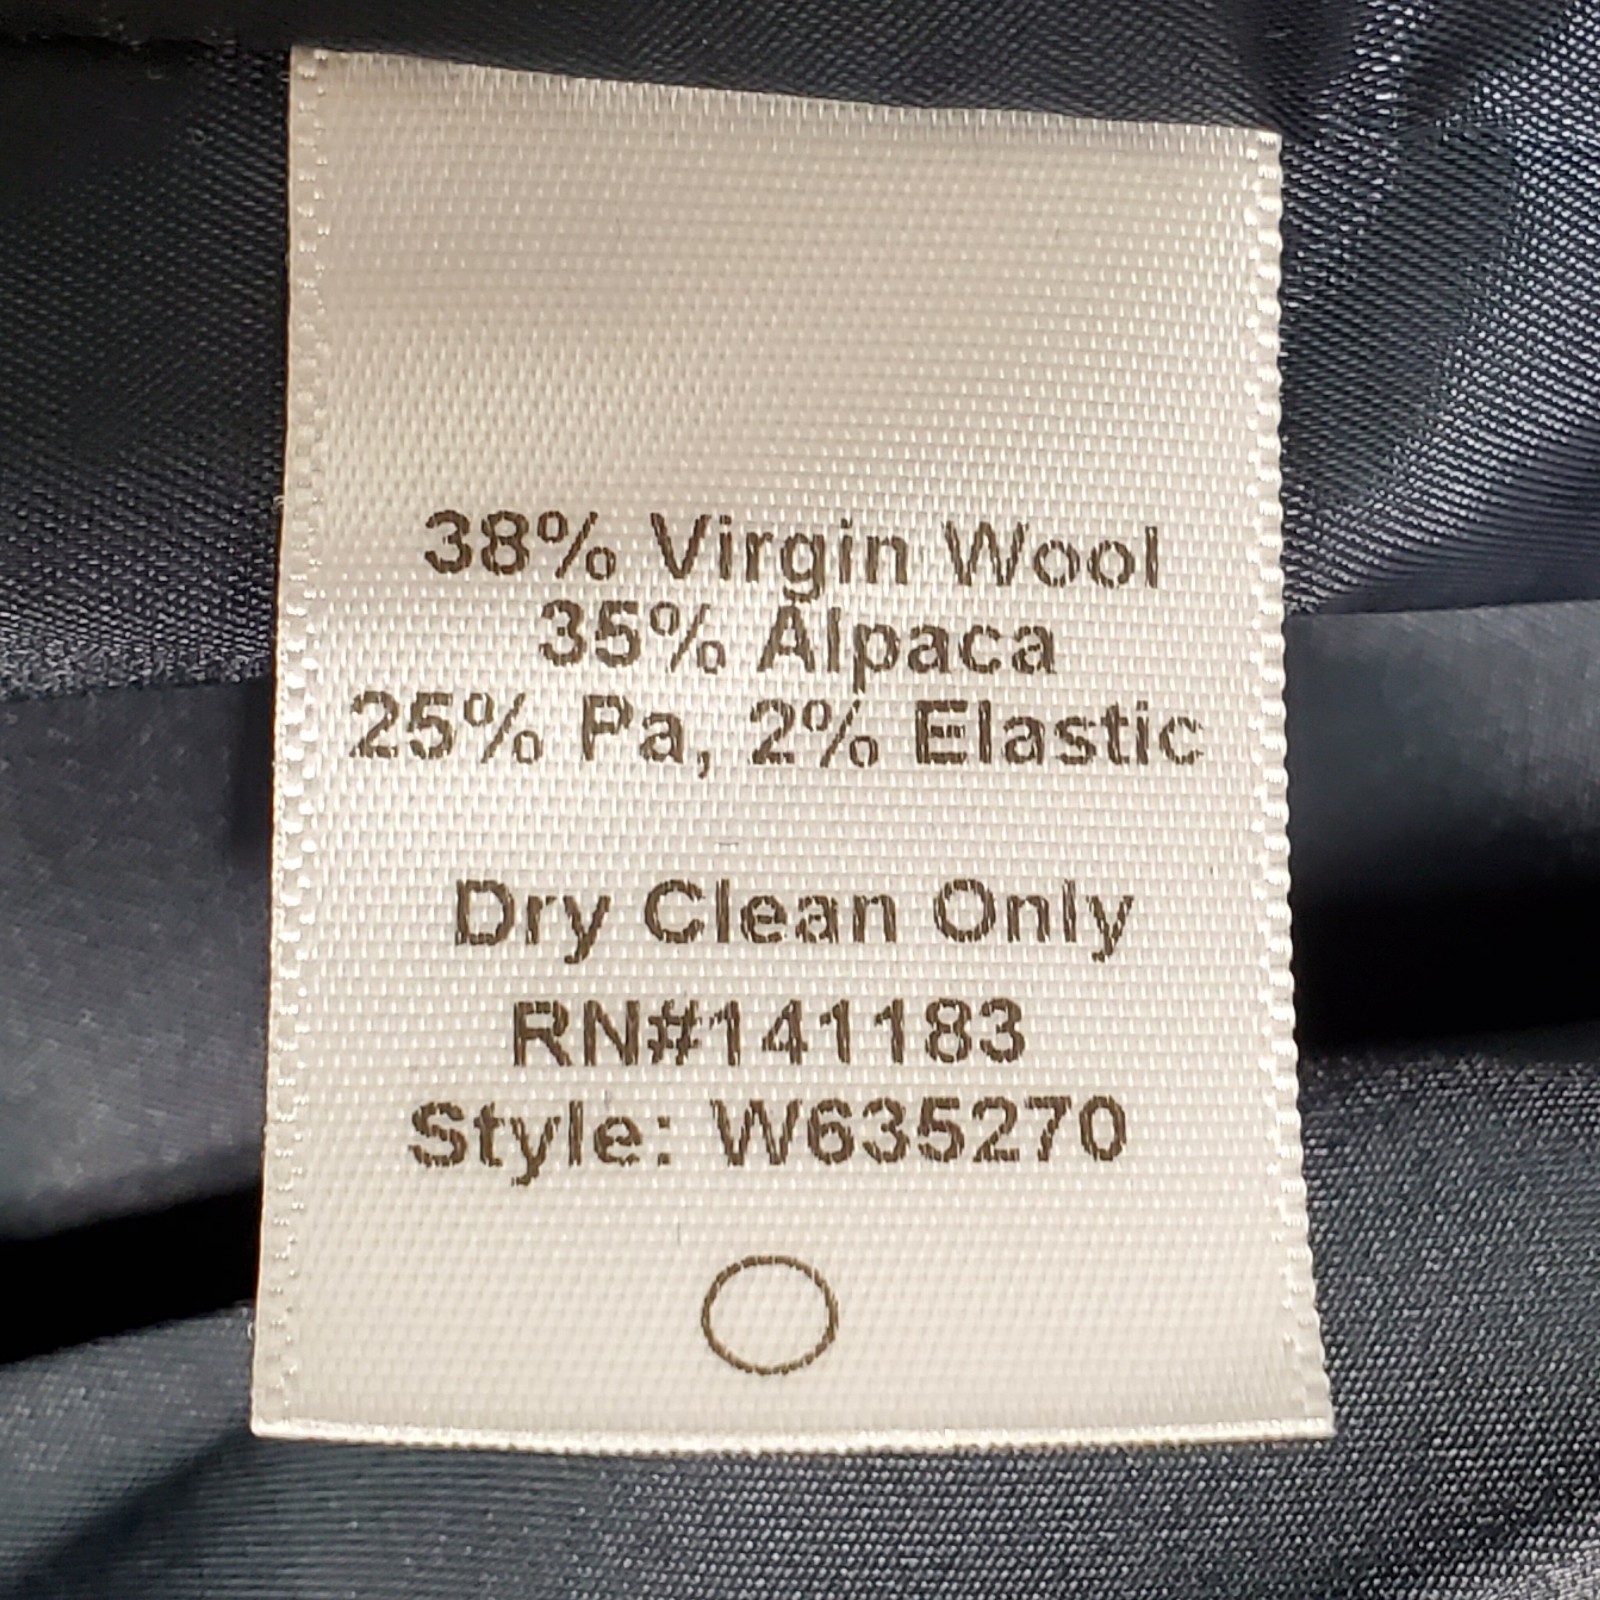 38% Virgin Wool
35% Alpaca
25% Pa, 2% Elastic
Dry Clean Only
RN#141183
Style: W635270